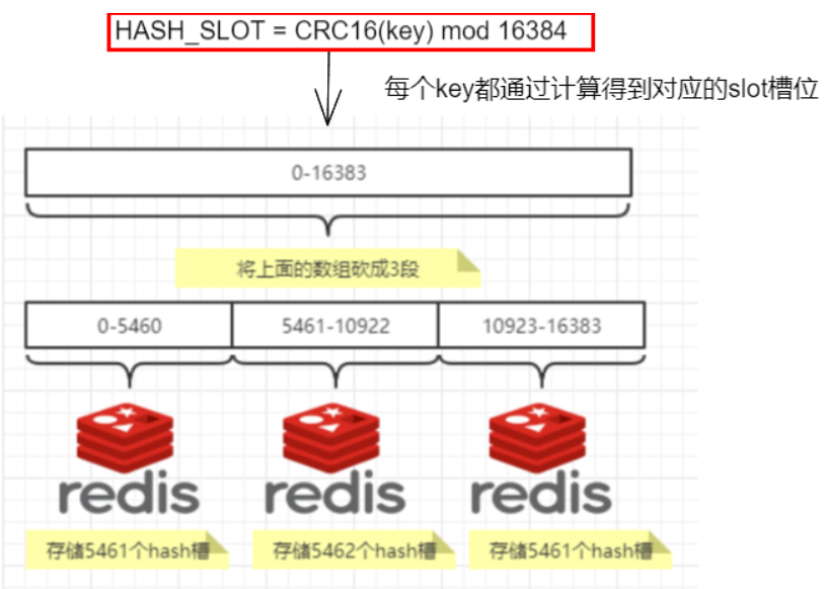 HASH_SLOT = CRC16(key) mod 16384
每个key都通过计算得到对应的slot槽位
0-16383
将上面的数组砍成3段
0-5460 5461-10922 10923-16383
redis redis redis
存储5461个hash槽 存储5462个hash槽 存储5461个hash槽